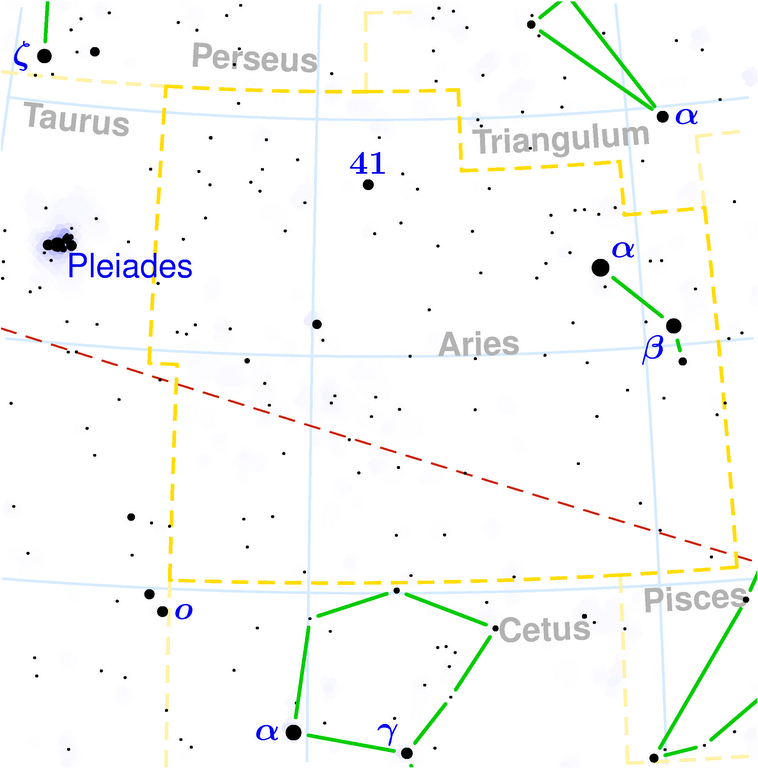 ζ
Perseus
Taurus
α
Triangulum
41
α
Pleiades
Aries
β
ο
Pisces
Cetus
α
γ